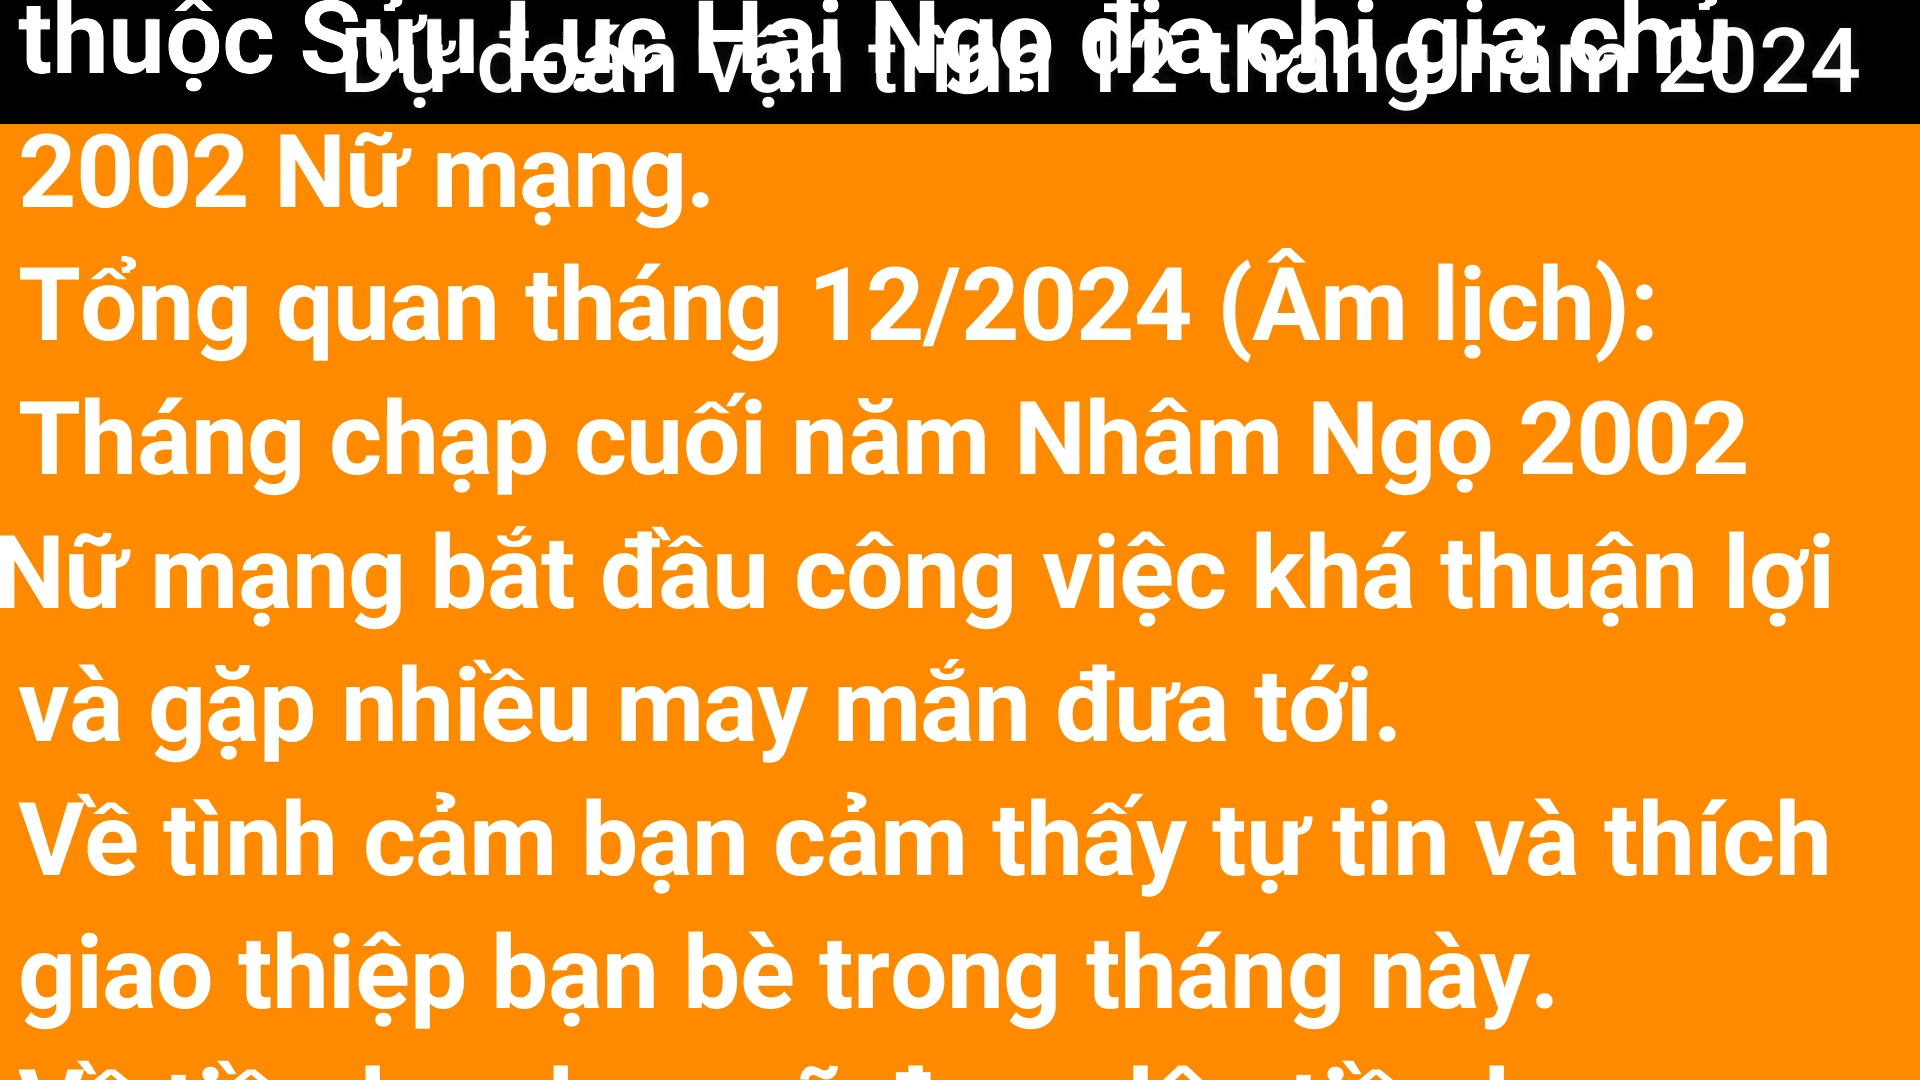 thuộc Sửu Lục Hại Ngọ địa chi gia chủ
Dự đoán vận trình 12 tháng năm 2024
2002 Nữ mạng.
Tổng quan tháng 12/2024 (Âm lịch):
Tháng chạp cuối năm Nhâm Ngọ 2002
Nữ mạng bắt đầu công việc khá thuận lợi
và gặp nhiều may mắn đưa tới.
Về tình cảm bạn cảm thấy tự tin và thích
giao thiệp bạn bè trong tháng này.